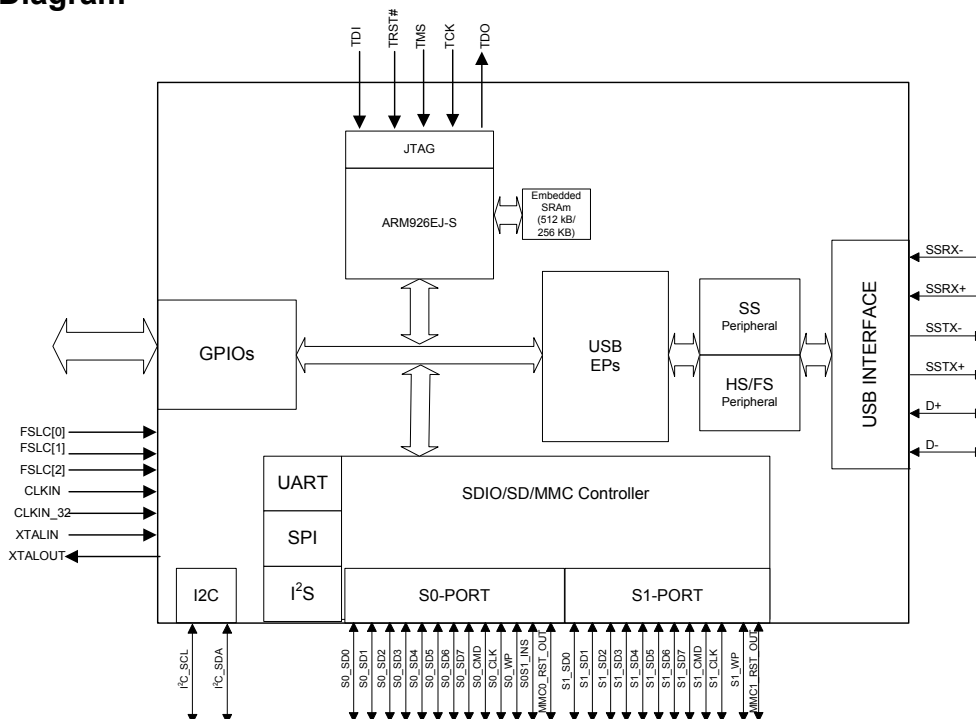 Diagram
TDI
TRST#
TMS
TCK
TDO
JTAG
ARM926EJ-S
Embedded
SRAm
(512 kB/
256 KB)
GPIOs
USB
EPs
SS
Peripheral
HS/FS
Peripheral
USB INTERFACE
SSRX-
SSRX+
SSTX-
SSTX+
D+
D-
FSLC[0]
FSLC[1]
FSLC[2]
CLKIN
CLKIN_32
XTALIN
XTALOUT
UART
SPI
I²S
SDIO/SD/MMC Controller
I2C
S0-PORT
S1-PORT
I²C_SCL
I²C_SDA
S0_SD0
S0_SD1
S0_SD2
S0_SD3
S0_SD4
S0_SD5
S0_SD6
S0_SD7
S0_CMD
S0_CLK
S0_WP
S0S1_INS
MMC0_RST_OUT
S1_SD0
S1_SD1
S1_SD2
S1_SD3
S1_SD4
S1_SD5
S1_SD6
S1_SD7
S1_CMD
S1_CLK
S1_WP
MMC1_RST_OUT